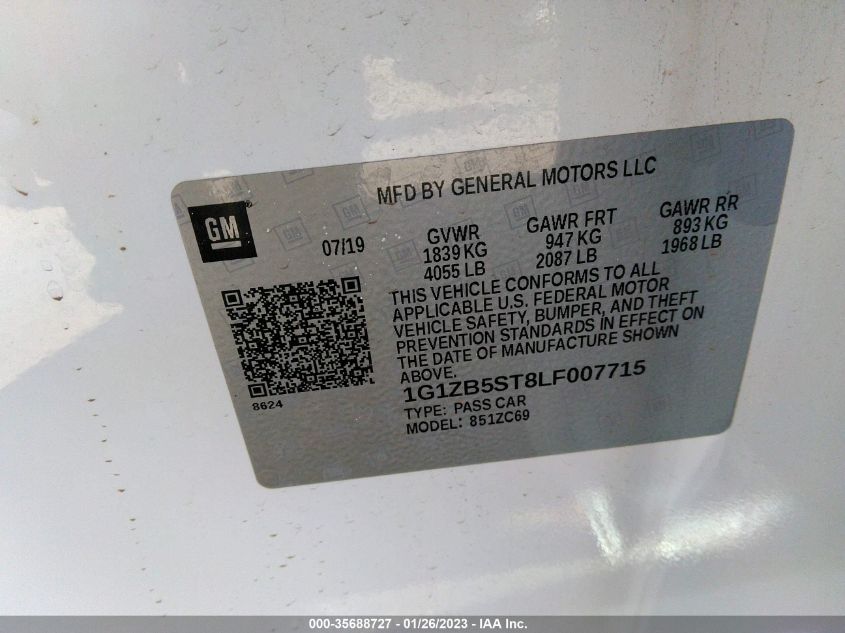 MFD BY GENERAL MOTORS LLC
GM
07/19
GVWR
1839 KG
4055 LB
GAWR FRT
947 KG
2087 LB
GAWR RR
893 KG
1968 LB
THIS VEHICLE CONFORMS TO ALL
APPLICABLE U.S. FEDERAL MOTOR
VEHICLE SAFETY, BUMPER, AND THEFT
PREVENTION STANDARDS IN EFFECT ON
THE DATE OF MANUFACTURE SHOWN
ABOVE.
8624
1G1ZB5ST8LF007715
TYPE: PASS CAR
MODEL: 851ZC69
000-35688727 - 01/26/2023 - IAA Inc.